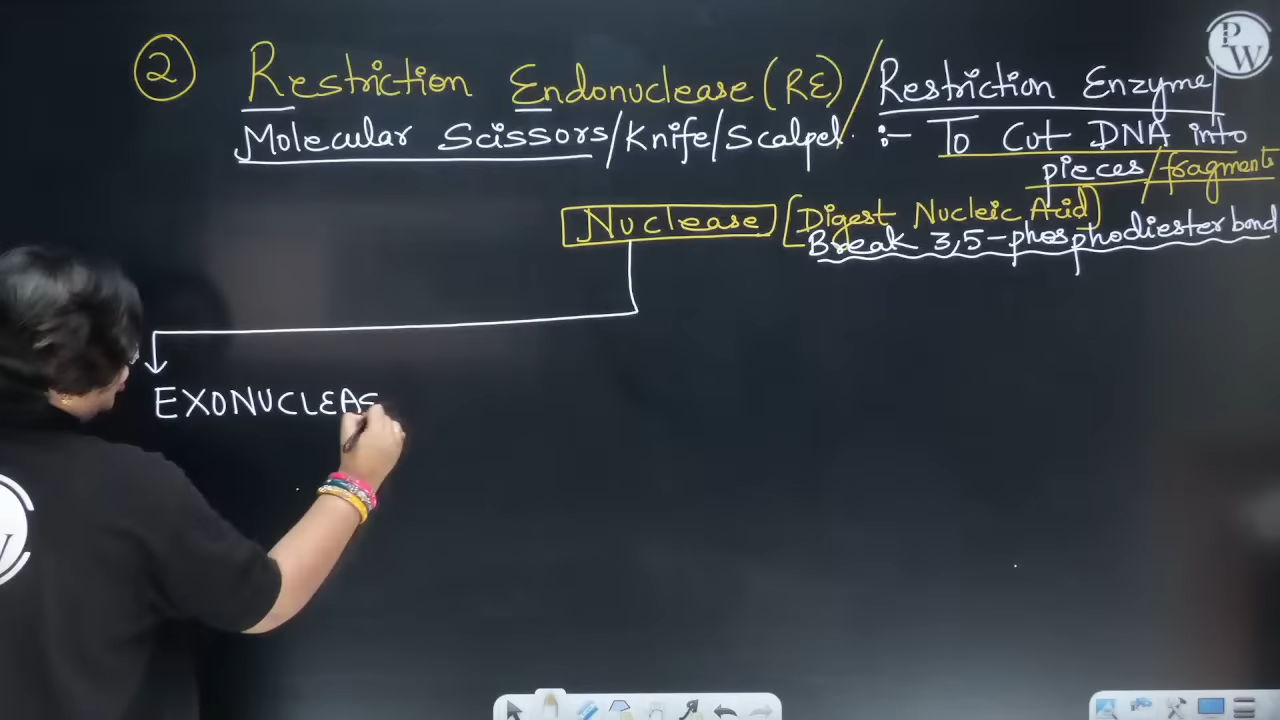 PW
2 Restriction Endonuclease (RE) / Restriction Enzyme
Molecular Scissors/Knife/Scalpel :- To Cut DNA into
pieces/fragments
Nuclease [Digest Nucleic Acid)
Break 3,5-phosphodiester bond
EXONUCLEAS
W